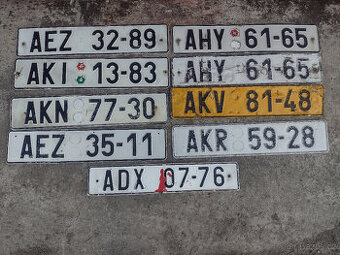 AEZ 32-89
AHY 61-65
AKI 13-83
AHY 61-65
AKN 77-30
AKV 81-48
AEZ 35-11
AKR 59-28
ADX 07-76